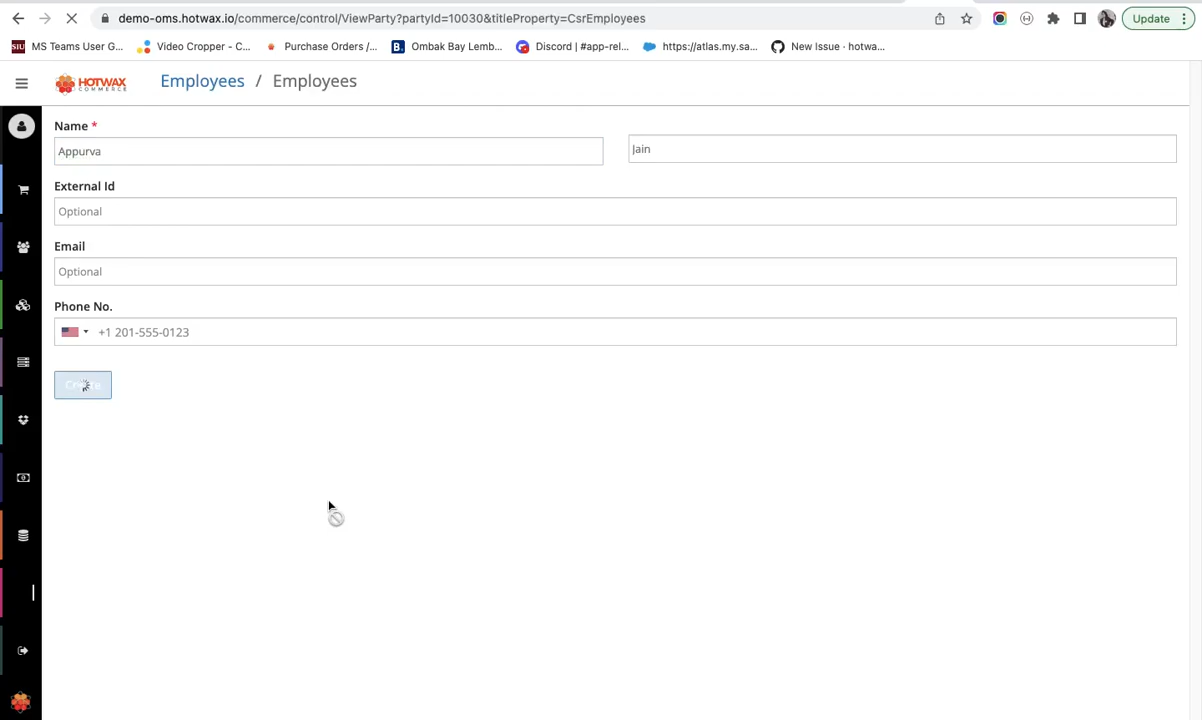 demo-oms.hotwax.io/commerce/control/ViewParty?partyId=10030&titleProperty=CsrEmployees
Update
SIU MS Teams User G...
Video Cropper - C...
Purchase Orders /...
B. Ombak Bay Lemb...
Discord | #app-rel...
https://atlas.my.sa...
New Issue · hotwa...
HOTWAX
COMMERCE
Employees / Employees
Name *
Appurva
Jain
External Id
Optional
Email
Optional
Phone No.
+1 201-555-0123
Create